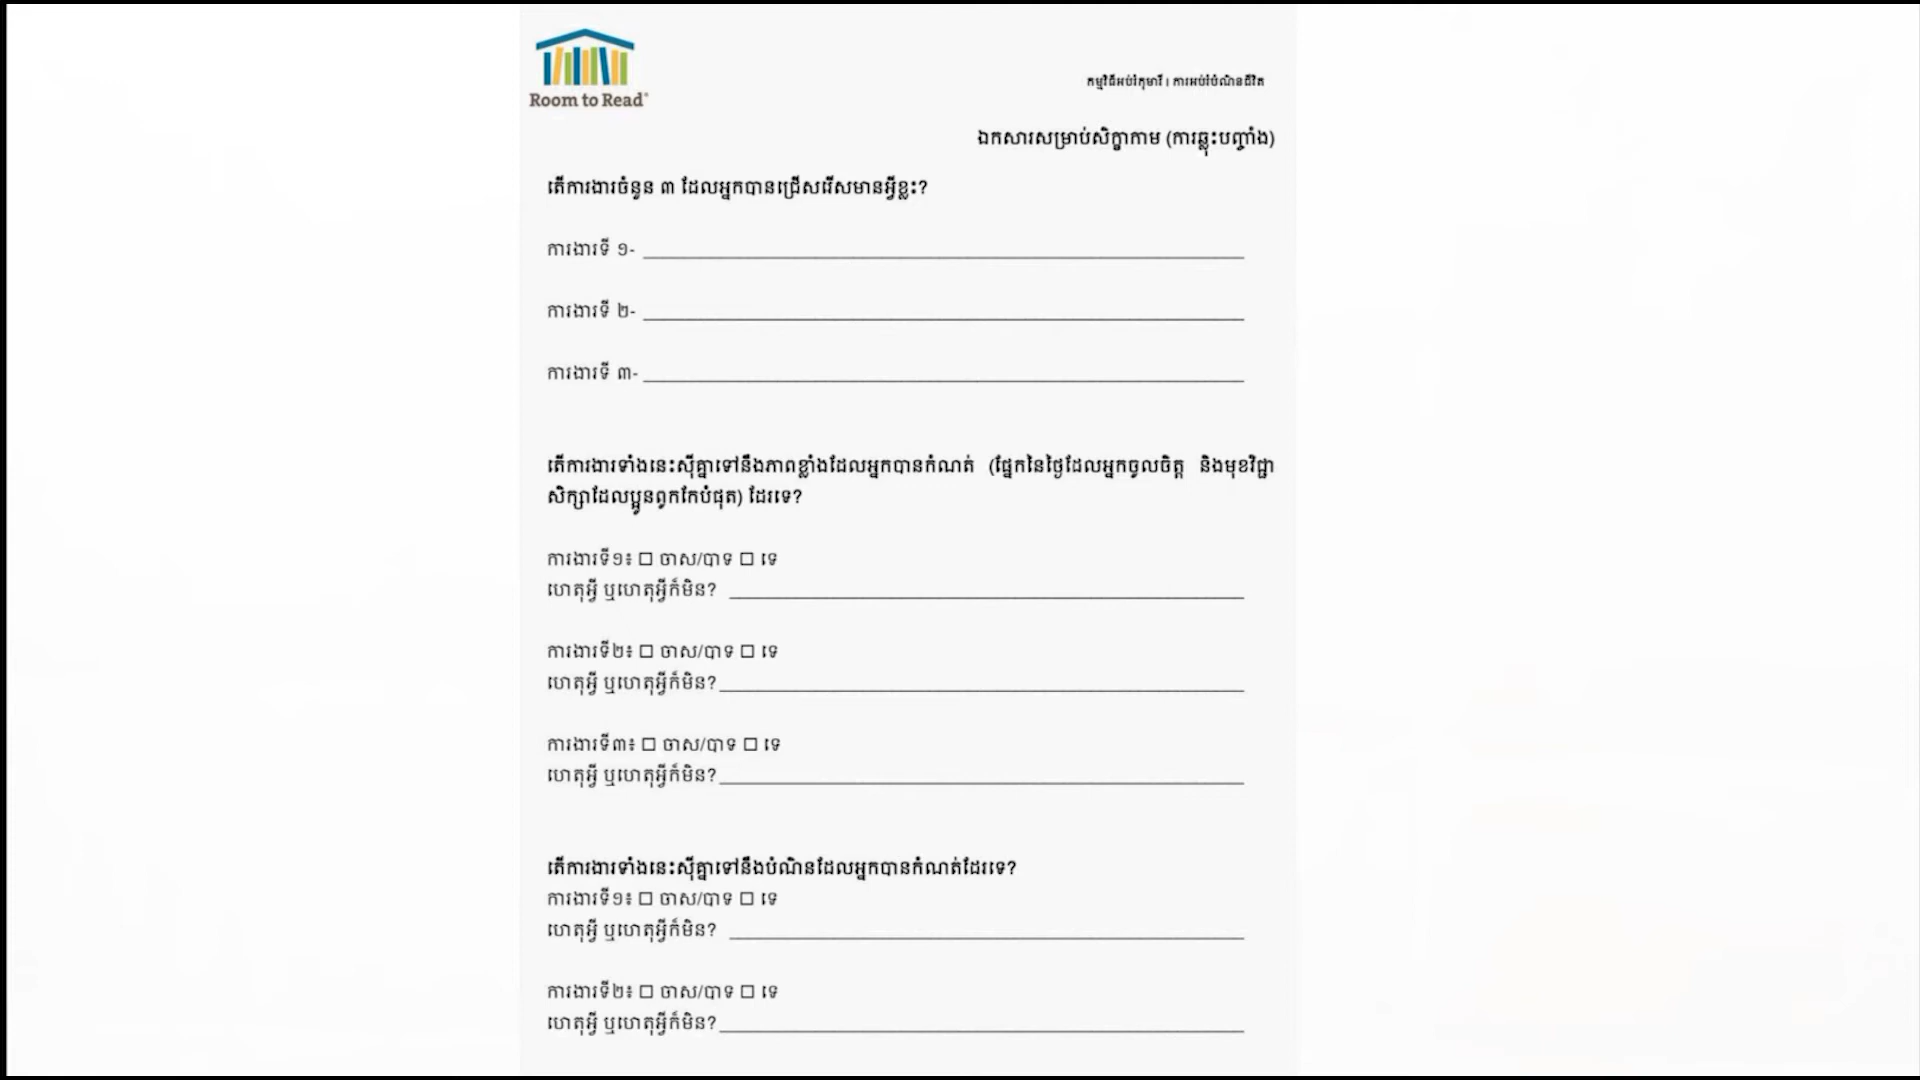 Room to Read®
កម្មវិធីអប់រំកុមារី | ការអប់រំបំណិនជីវិត
ឯកសារសម្រាប់សិក្ខាកាម (ការឆ្លុះបញ្ចាំង)
តើការងារចំនួន ៣ ដែលអ្នកបានជ្រើសរើសមានអ្វីខ្លះ?
ការងារទី ១-
ការងារទី ២-
ការងារទី ៣-
តើការងារទាំងនេះស៊ីគ្នាទៅនឹងភាពខ្លាំងដែលអ្នកបានកំណត់ (ផ្នែកនៃថ្ងៃដែលអ្នកចូលចិត្ត និងមុខវិជ្ជា
សិក្សាដែលប្អូនពូកកែបំផុត) ដែរទេ?
ការងារទី១៖ ☐ ចាស/បាទ ☐ ទេ
ហេតុអ្វី ឬហេតុអ្វីក៏មិន?
ការងារទី២៖ ☐ ចាស/បាទ ☐ ទេ
ហេតុអ្វី ឬហេតុអ្វីក៏មិន?
ការងារទី៣៖ ☐ ចាស/បាទ ☐ ទេ
ហេតុអ្វី ឬហេតុអ្វីក៏មិន?
តើការងារទាំងនេះស៊ីគ្នាទៅនឹងបំណិនដែលអ្នកបានកំណត់ដែរទេ?
ការងារទី១៖ ☐ ចាស/បាទ ☐ ទេ
ហេតុអ្វី ឬហេតុអ្វីក៏មិន?
ការងារទី២៖ ☐ ចាស/បាទ ☐ ទេ
ហេតុអ្វី ឬហេតុអ្វីក៏មិន?